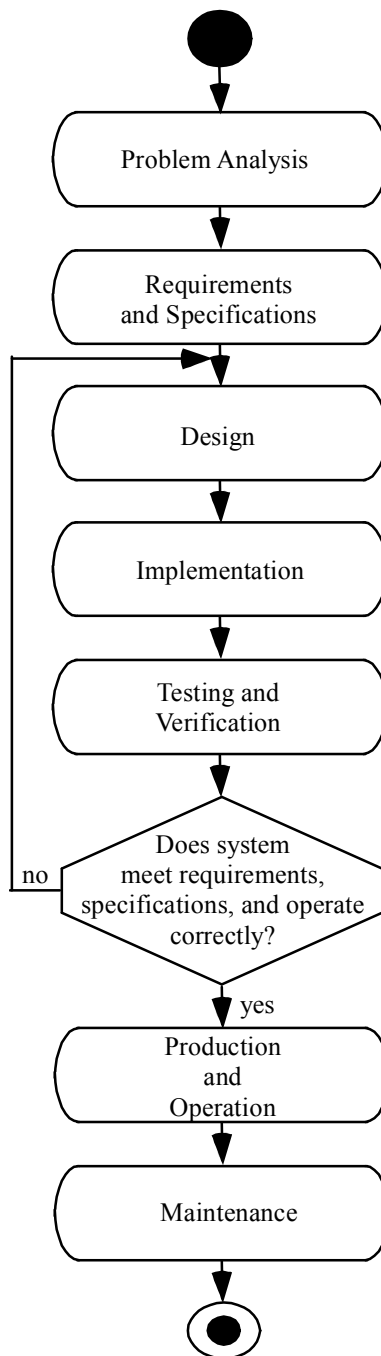 Problem Analysis
Requirements
and Specifications
Design
Implementation
Testing and
Verification
Does system
meet requirements,
specifications, and operate
correctly?
no
yes
Production
and
Operation
Maintenance